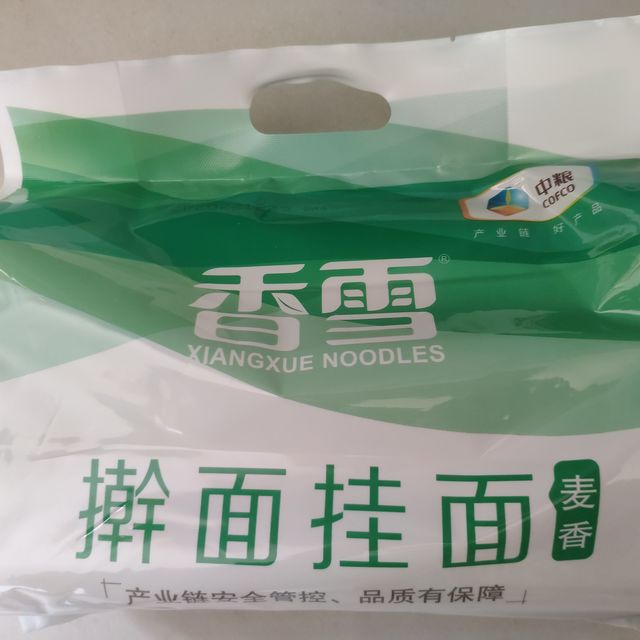 中粮
COFCO
产业链 好产品
香雪®
XIANGXUE NOODLES
擀面挂面
麦香
产业链安全管控、品质有保障